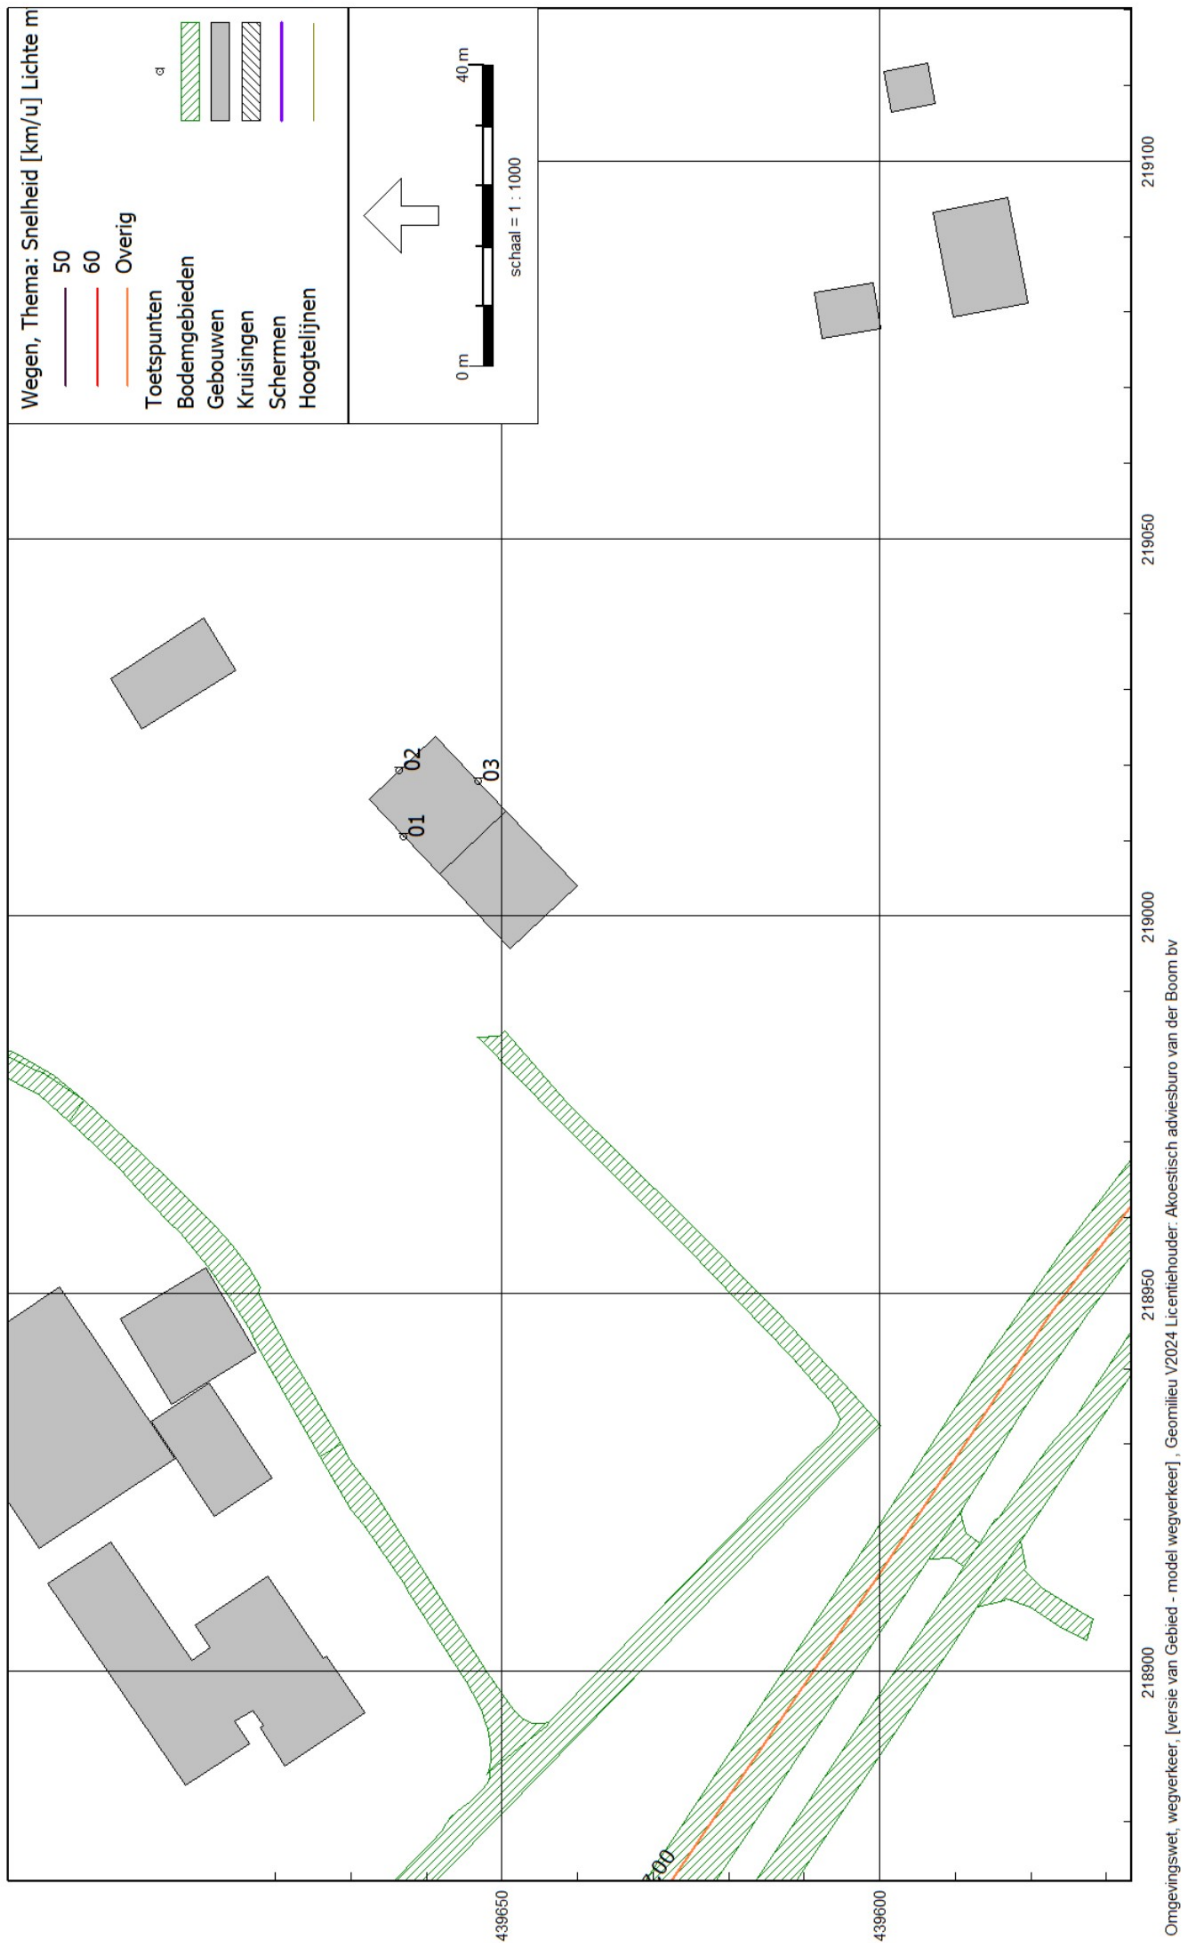 Wegen, Thema: Snelheid [km/u] Lichte m
50
60
Overig
Toetspunten
Bodemgebieden
Gebouwen
Kruisingen
Schermen
Hoogtelijnen
0 m
40 m
schaal = 1 : 1000
01
02
03
100
439650
439600
218900
218950
219000
219050
219100
Omgevingswet, wegverkeer, [versie van Gebied - model wegverkeer] , Geomilieu V2024 Licentiehouder: Akoestisch adviesburo van der Boom bv